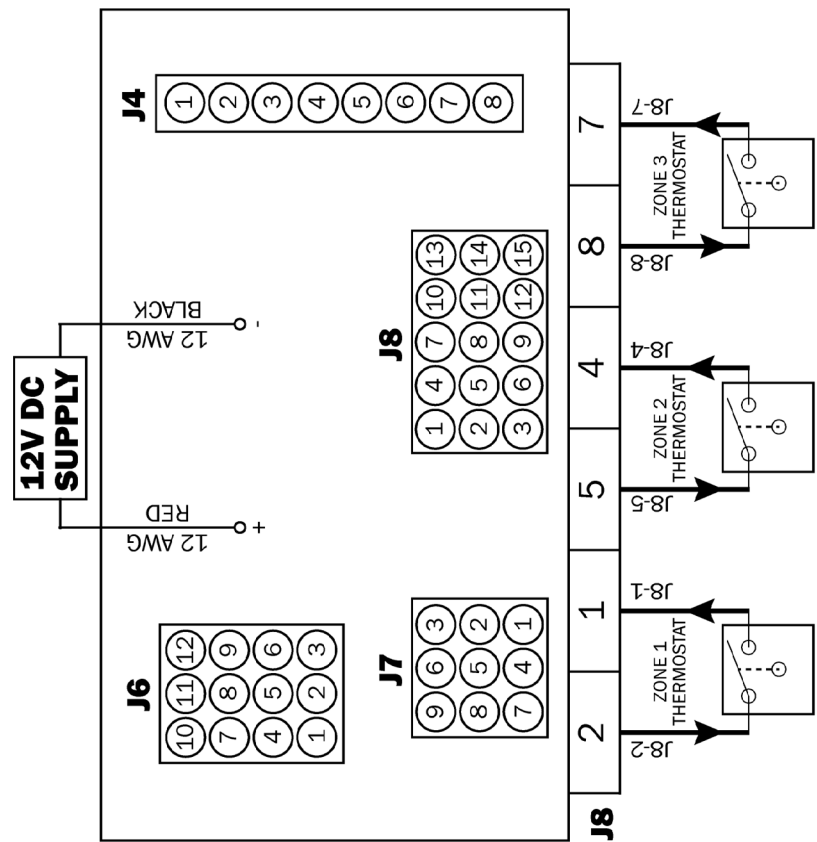 12V DC
SUPPLY
12 AWG
RED
+
12 AWG
BLACK
-
J6
10 11 12
7 8 9
4 5 6
1 2 3
J4
1
2
3
4
5
6
7
8
J7
9 6 3
8 5 2
7 4 1
J8
1 4 7 10 13
2 5 8 11 14
3 6 9 12 15
J8
2 1 5 4 8 7
J8-2
ZONE 1
THERMOSTAT
J8-1
J8-5
ZONE 2
THERMOSTAT
J8-4
J8-8
ZONE 3
THERMOSTAT
J8-7